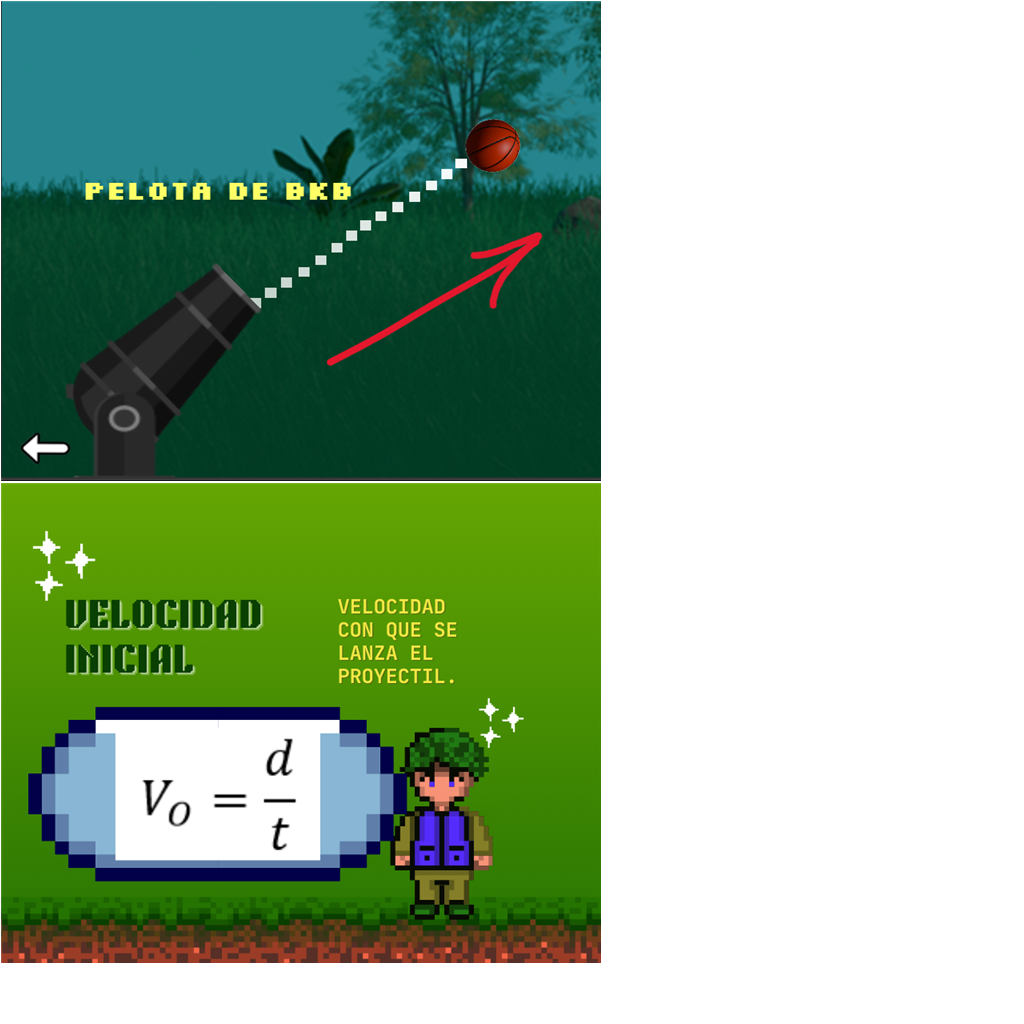 PELOTA DE BKB
VELOCIDAD
INICIAL
VELOCIDAD
CON QUE SE
LANZA EL
PROYECTIL.
V_O = d/t